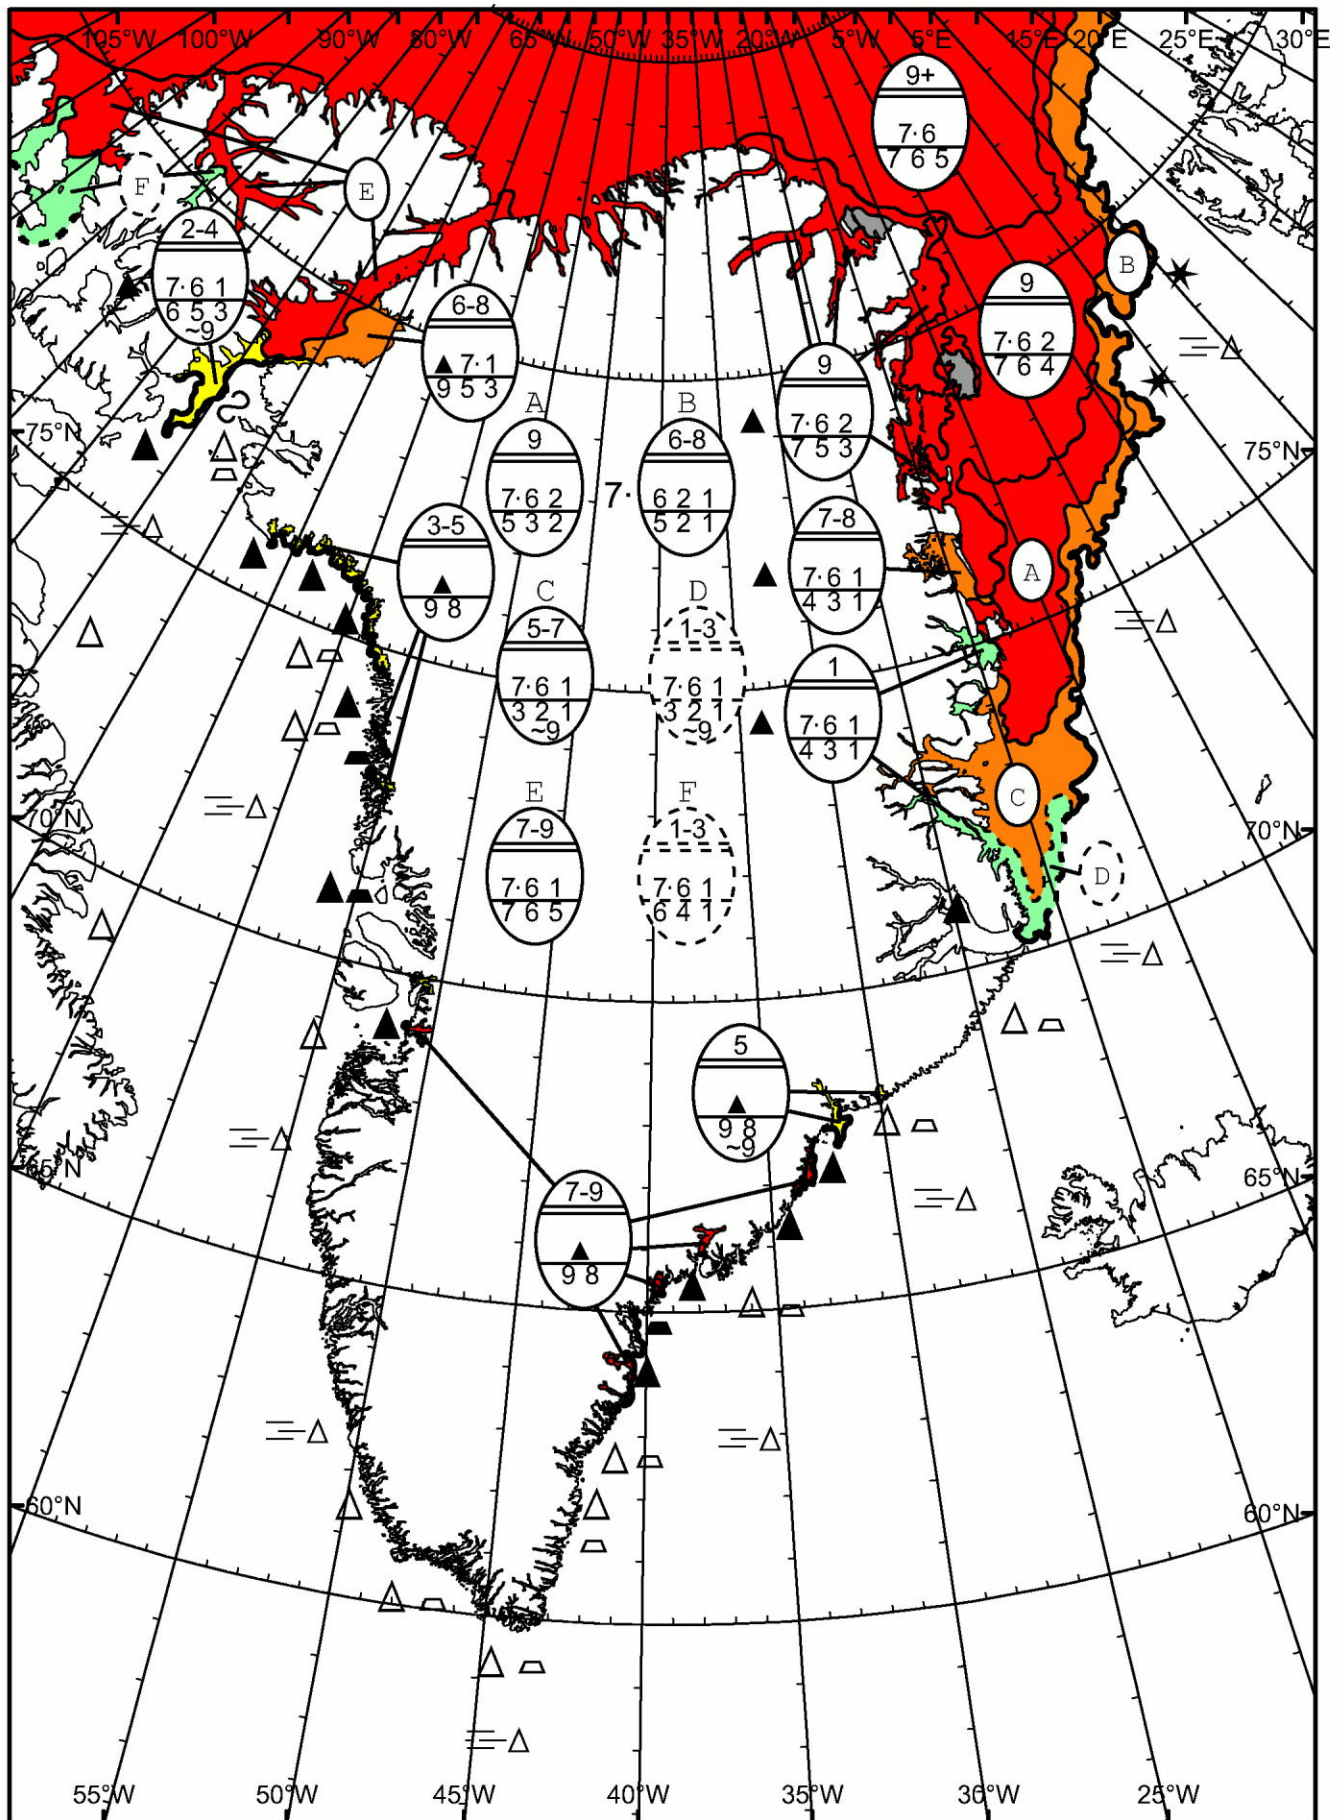 105°W 100°W 90°W 80°W 65°W 50°W 35°W 20°W 5°W 5°E 15°E 20°E 25°E 30°E
9+
7·6
7 6 5
F
E
2-4
7·6 1
6 5 3
~9
B
6-8
7·1
9 5 3
9
7·6 2
7 6 4
9
7·6 2
7 5 3
75°N
75°N
A
9
7·6 2
5 3 2
B
6-8
7·
6 2 1
5 2 1
3-5
9 8
7-8
7·6 1
4 3 1
A
C
5-7
7·6 1
3 2 1
~9
D
1-3
7·6 1
3 2 1
~9
1
7·6 1
4 3 1
C
70°N
70°N
E
7-9
7·6 1
7 6 5
F
1-3
7·6 1
6 4 1
D
5
9 8
~9
65°N
65°N
7-9
9 8
60°N
60°N
55°W 50°W 45°W 40°W 35°W 30°W 25°W